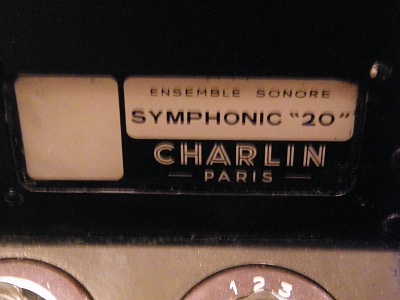 ENSEMBLE SONORE
SYMPHONIC "20"
CHARLIN
— PARIS —
1 2 3